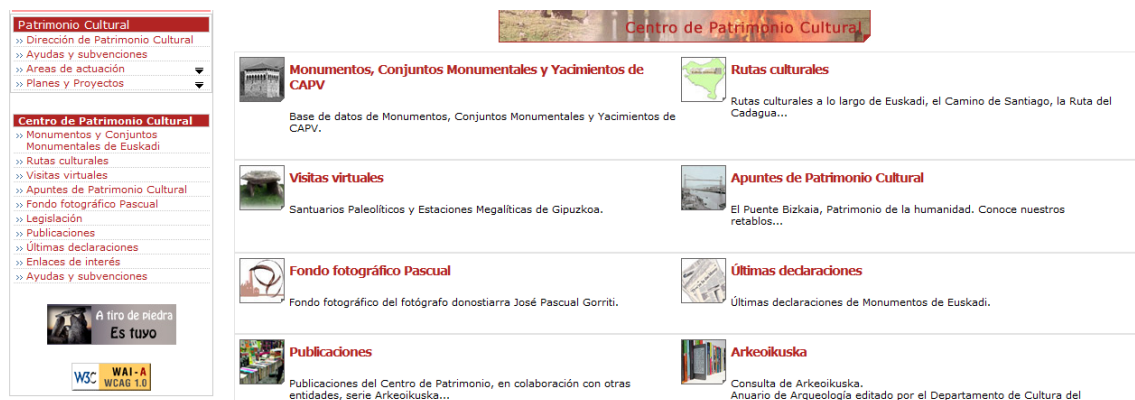 Patrimonio Cultural
» Dirección de Patrimonio Cultural
» Ayudas y subvenciones
» Areas de actuación
» Planes y Proyectos
Centro de Patrimonio Cultural
» Monumentos y Conjuntos
Monumentales de Euskadi
» Rutas culturales
» Visitas virtuales
» Apuntes de Patrimonio Cultural
» Fondo fotográfico Pascual
» Legislación
» Publicaciones
» Últimas declaraciones
» Enlaces de interés
» Ayudas y subvenciones
A tiro de piedra
Es tuyo
W3C WAI-A
WCAG 1.0
Centro de Patrimonio Cultural
Monumentos, Conjuntos Monumentales y Yacimientos de
CAPV
Base de datos de Monumentos, Conjuntos Monumentales y Yacimientos de
CAPV.
Rutas culturales
Rutas culturales a lo largo de Euskadi, el Camino de Santiago, la Ruta del
Cadagua...
Visitas virtuales
Santuarios Paleolíticos y Estaciones Megalíticas de Gipuzkoa.
Apuntes de Patrimonio Cultural
El Puente Bizkaia, Patrimonio de la humanidad. Conoce nuestros
retablos...
Fondo fotográfico Pascual
Fondo fotográfico del fotógrafo donostiarra José Pascual Gorriti.
Últimas declaraciones
Últimas declaraciones de Monumentos de Euskadi.
Publicaciones
Publicaciones del Centro de Patrimonio, en colaboración con otras
entidades, serie Arkeoikuska...
Arkeoikuska
Consulta de Arkeoikuska.
Anuario de Arqueología editado por el Departamento de Cultura del